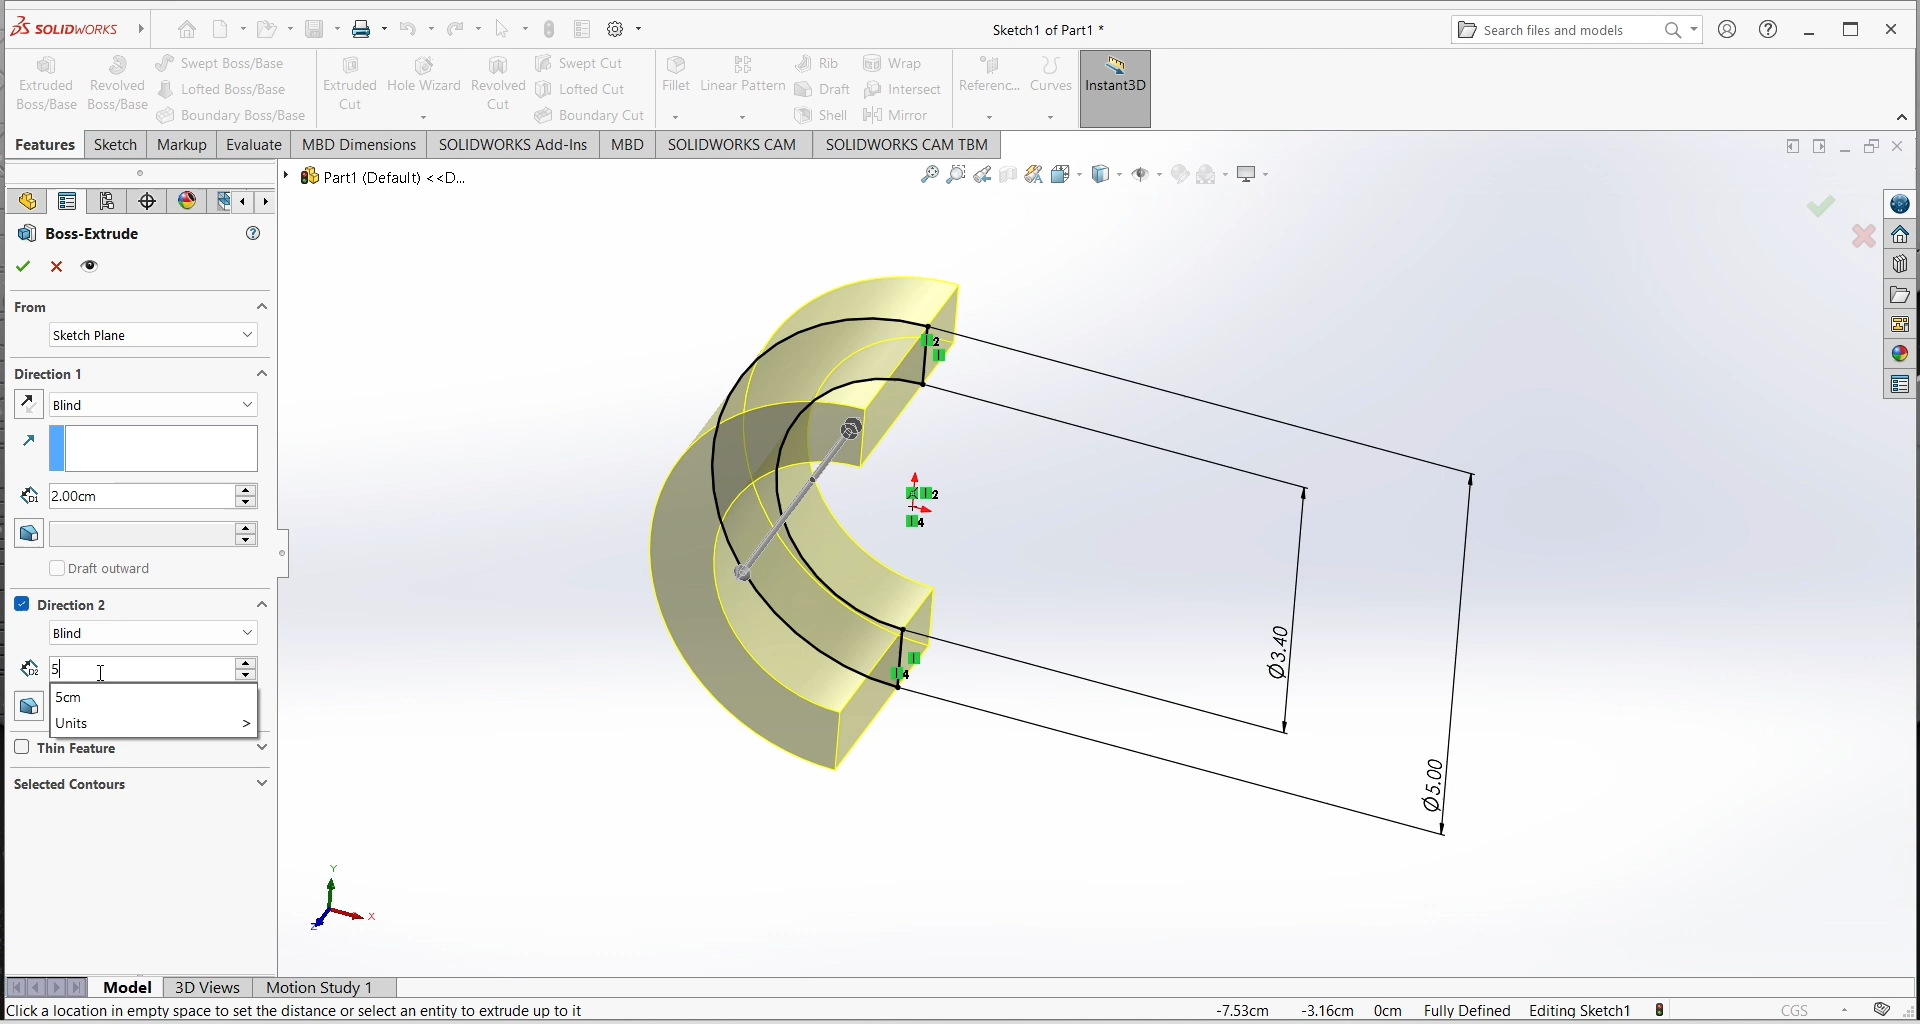 SOLIDWORKS
Sketch1 of Part1 *
Search files and models
Extruded Boss/Base
Revolved Boss/Base
Swept Boss/Base
Lofted Boss/Base
Boundary Boss/Base
Extruded Cut
Hole Wizard
Revolved Cut
Swept Cut
Lofted Cut
Boundary Cut
Fillet
Linear Pattern
Rib
Draft
Shell
Wrap
Intersect
Mirror
Referenc...
Curves
Instant3D
Features
Sketch
Markup
Evaluate
MBD Dimensions
SOLIDWORKS Add-Ins
MBD
SOLIDWORKS CAM
SOLIDWORKS CAM TBM
Part1 (Default) <<D...
Boss-Extrude
From
Sketch Plane
Direction 1
Blind
D1
2.00cm
Draft outward
Direction 2
Blind
D2
5
5cm
Units >
Thin Feature
Selected Contours
2
2
4
4
Ø3.40
Ø5.00
Y
X
Z
Model
3D Views
Motion Study 1
Click a location in empty space to set the distance or select an entity to extrude up to it
-7.53cm
-3.16cm
0cm
Fully Defined
Editing Sketch1
CGS